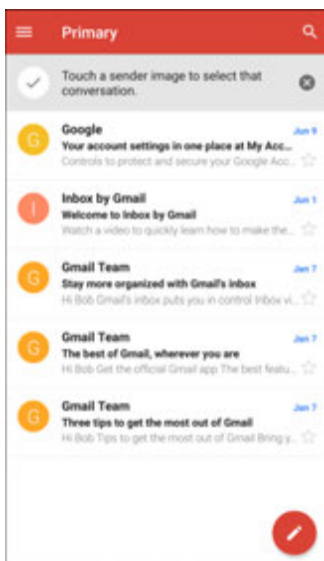 Primary
Touch a sender image to select that
conversation.
G
Google
Jun 9
Your account settings in one place at My Acc...
Controls to protect and secure your Google Acc...
I
Inbox by Gmail
Jun 1
Welcome to Inbox by Gmail
Watch a video to quickly learn how to make the...
G
Gmail Team
Jan 7
Stay more organized with Gmail's inbox
Hi Bob Gmail's inbox puts you in control Inbox vi...
G
Gmail Team
Jan 7
The best of Gmail, wherever you are
Hi Bob Get the official Gmail app The best featu...
G
Gmail Team
Jan 7
Three tips to get the most out of Gmail
Hi Bob Tips to get the most out of Gmail Bring y...